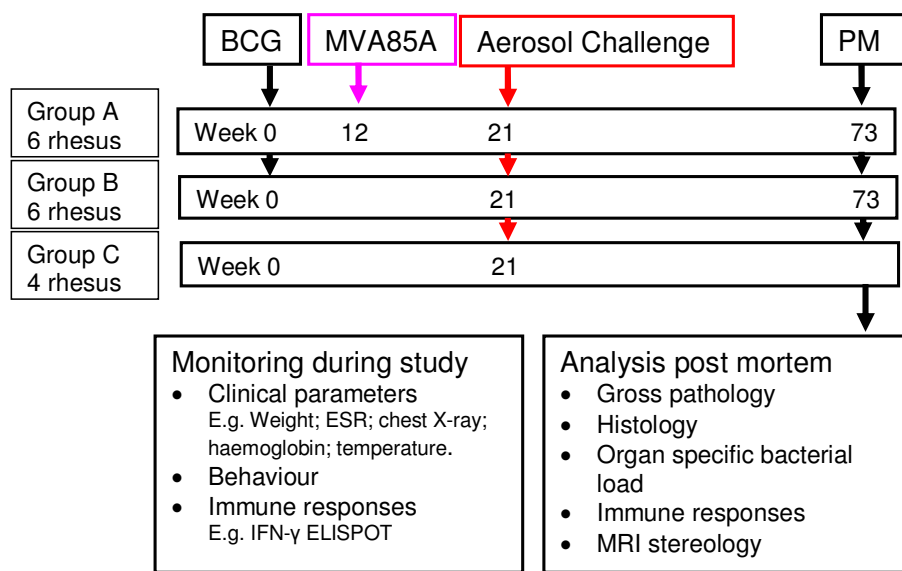 BCG MVA85A Aerosol Challenge PM
Group A
6 rhesus
Week 0 12 21 73
Group B
6 rhesus
Week 0 21 73
Group C
4 rhesus
Week 0 21
Monitoring during study
• Clinical parameters
E.g. Weight; ESR; chest X-ray;
haemoglobin; temperature.
• Behaviour
• Immune responses
E.g. IFN-γ ELISPOT
Analysis post mortem
• Gross pathology
• Histology
• Organ specific bacterial
load
• Immune responses
• MRI stereology